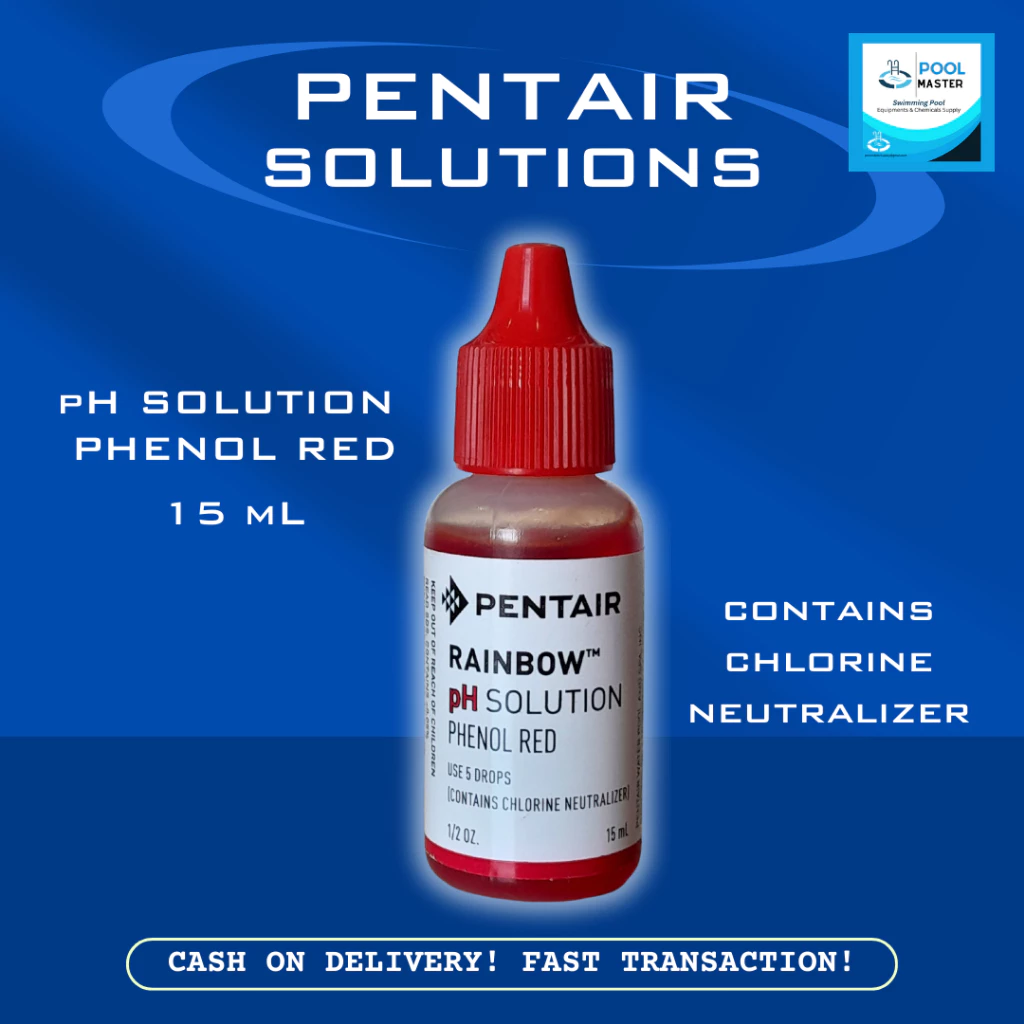 PENTAIR
SOLUTIONS
POOL
MASTER
Swimming Pool
Equipments & Chemicals Supply
pH SOLUTION
PHENOL RED
15 mL
KEEP OUT OF REACH OF CHILDREN
PENTAIR
RAINBOW™
pH SOLUTION
PHENOL RED
USE 5 DROPS
(CONTAINS CHLORINE NEUTRALIZER)
1/2 OZ.
15 mL
CONTAINS
CHLORINE
NEUTRALIZER
CASH ON DELIVERY! FAST TRANSACTION!